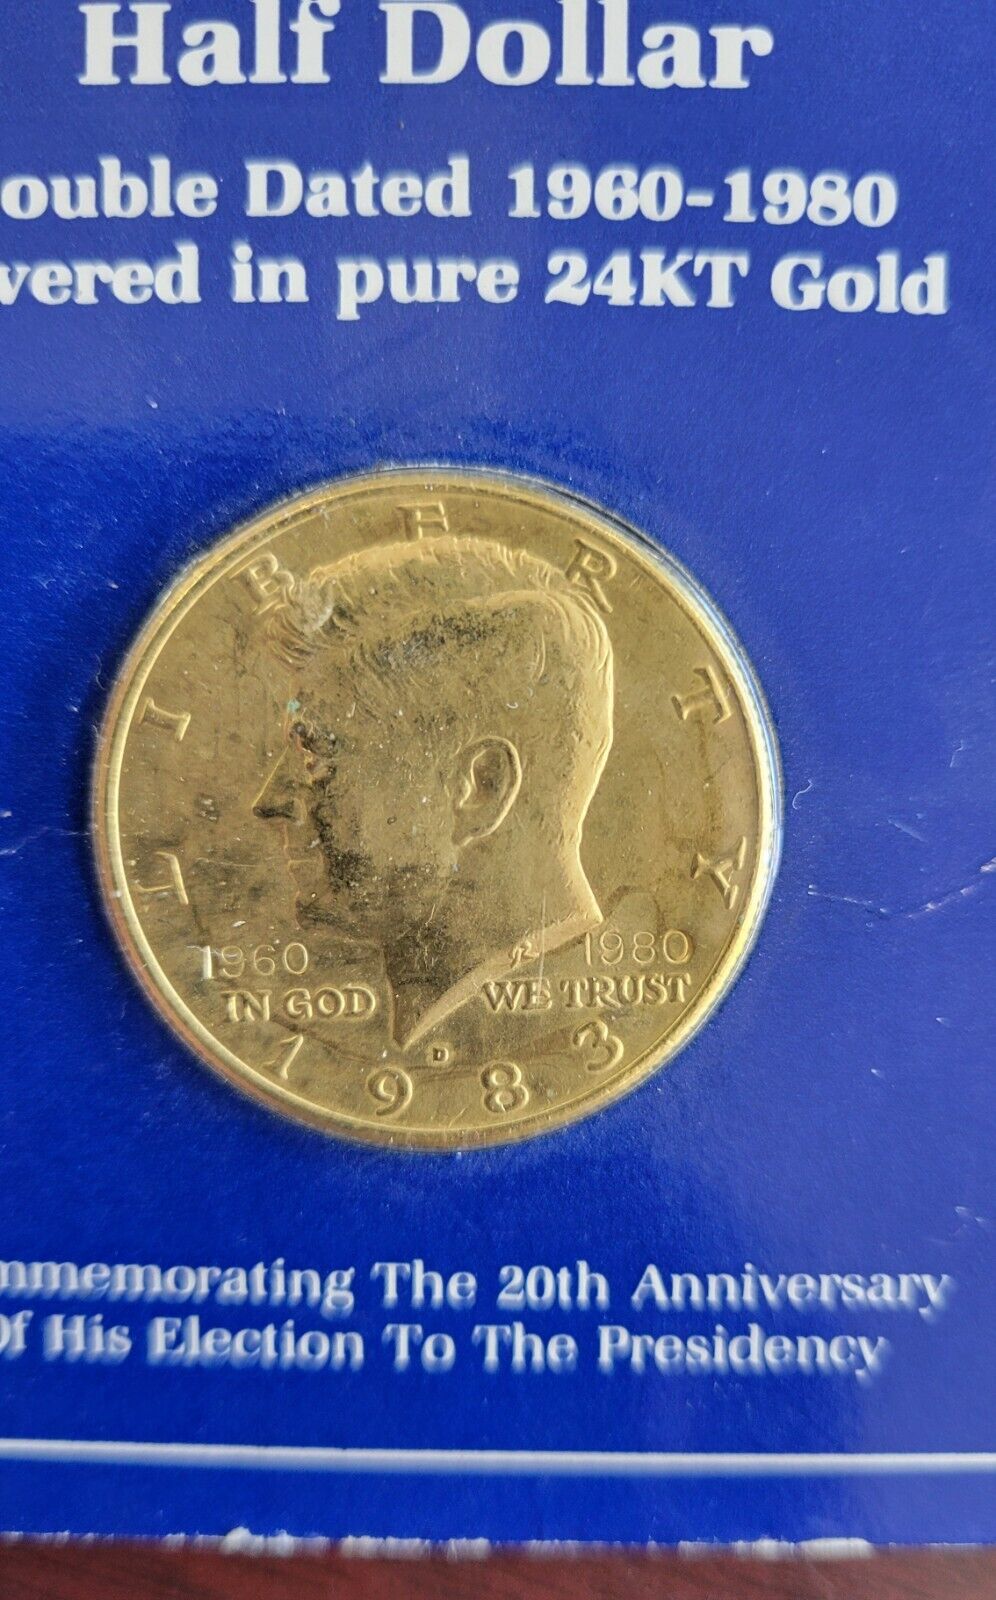 Half Dollar
ouble Dated 1960-1980
vered in pure 24KT Gold
LIBERTY
1960 1980
IN GOD WE TRUST
D
1983
mmemorating The 20th Anniversary
Of His Election To The Presidency